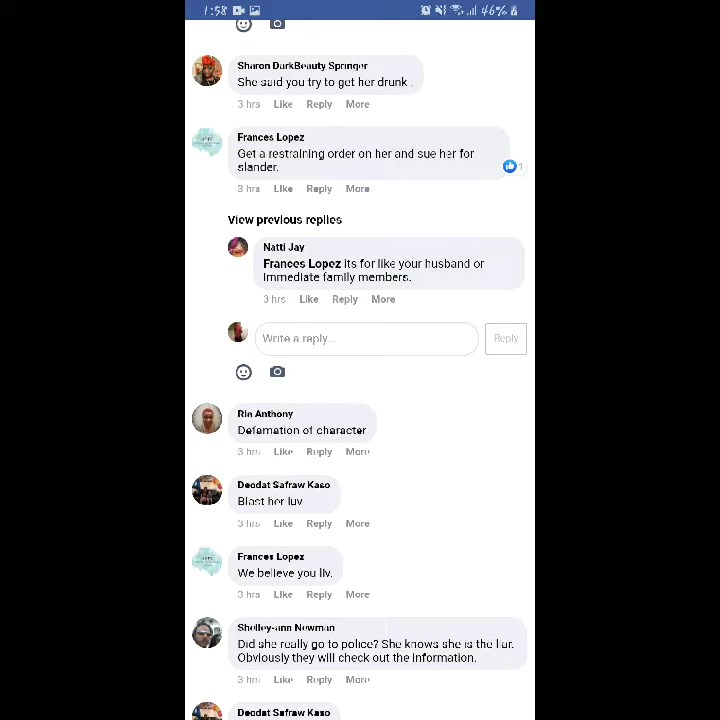 1:58
46%
Sharon DarkBeauty Springer
She said you try to get her drunk .
3 hrs Like Reply More
Frances Lopez
Get a restraining order on her and sue her for
slander.
1
3 hrs Like Reply More
View previous replies
Natti Jay
Frances Lopez its for like your husband or
immediate family members.
3 hrs Like Reply More
Write a reply...
Reply
Rin Anthony
Defamation of character
3 hrs Like Reply More
Deodat Safraw Kaso
Blast her luv
3 hrs Like Reply More
Frances Lopez
We believe you liv.
3 hrs Like Reply More
Shelley-ann Newman
Did she really go to police? She knows she is the liar.
Obviously they will check out the information.
3 hrs Like Reply More
Deodat Safraw Kaso